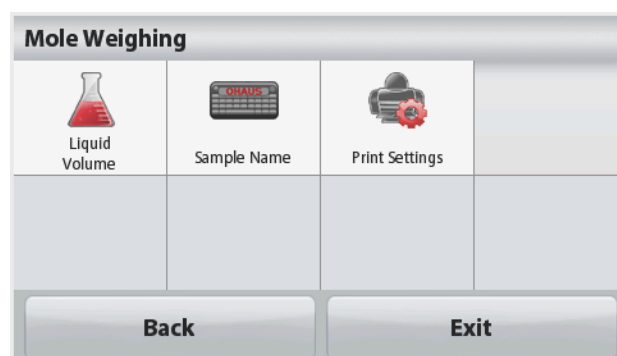 Mole Weighing
OHAUS
Liquid
Volume
Sample Name
Print Settings
Back
Exit